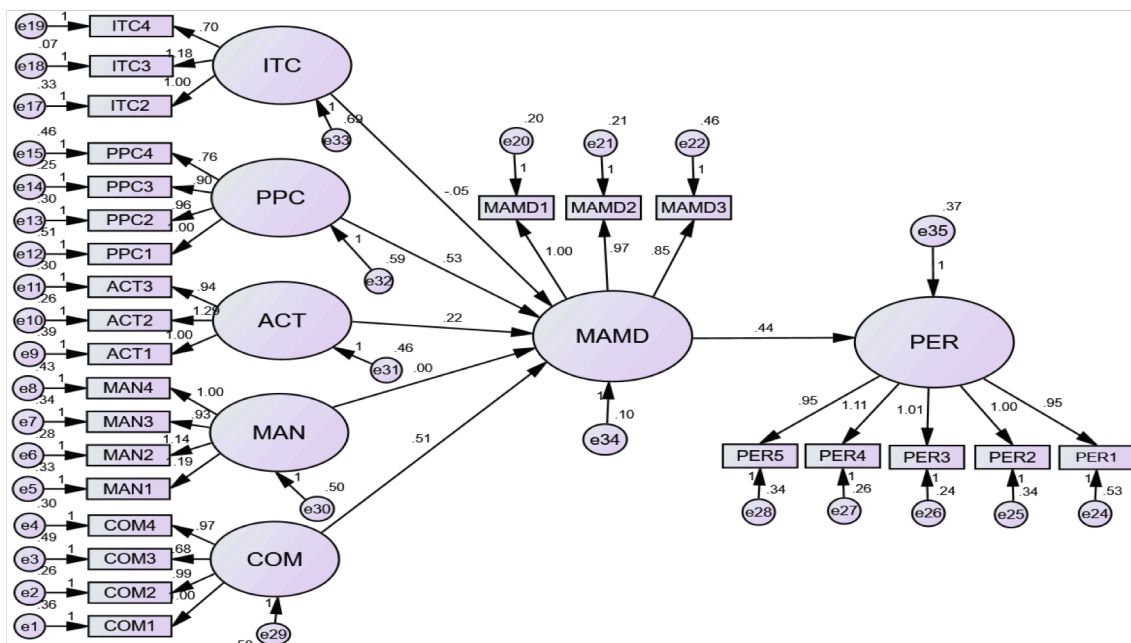 e19 1 ITC4 .70
.07
e18 1 ITC3 1.18 ITC
.33
e17 1 ITC2 1.00
1 .69
e33
.46
e15 1 PPC4 .76
.25
e14 1 PPC3 .90 PPC
.30
e13 1 PPC2 .96
.51
e12 1 PPC1 1.00
1 .59
e32
.30
e11 1 ACT3 .94
.26
e10 1 ACT2 1.29 ACT
.39
e9 1 ACT1 1.00
1 .46
e31
.43
e8 1 MAN4 1.00
.34
e7 1 MAN3 .93 MAN
.28
e6 1 MAN2 1.14
.33
e5 1 MAN1 1.19
1 .50
e30
.30
e4 1 COM4 .97
.49
e3 1 COM3 .68 COM
.26
e2 1 COM2 .99
.36
e1 1 COM1 1.00
1
e29
-.05
.53
.22
.00
.51
.20 .21 .46
e20 e21 e22
1 1 1
MAMD1 MAMD2 MAMD3
1.00 .97 .85
MAMD
1 .10
e34
.44
.37
e35
1
PER
.95 1.11 1.01 1.00 .95
PER5 PER4 PER3 PER2 PER1
1 .34 1 .26 1 .24 1 .34 1 .53
e28 e27 e26 e25 e24